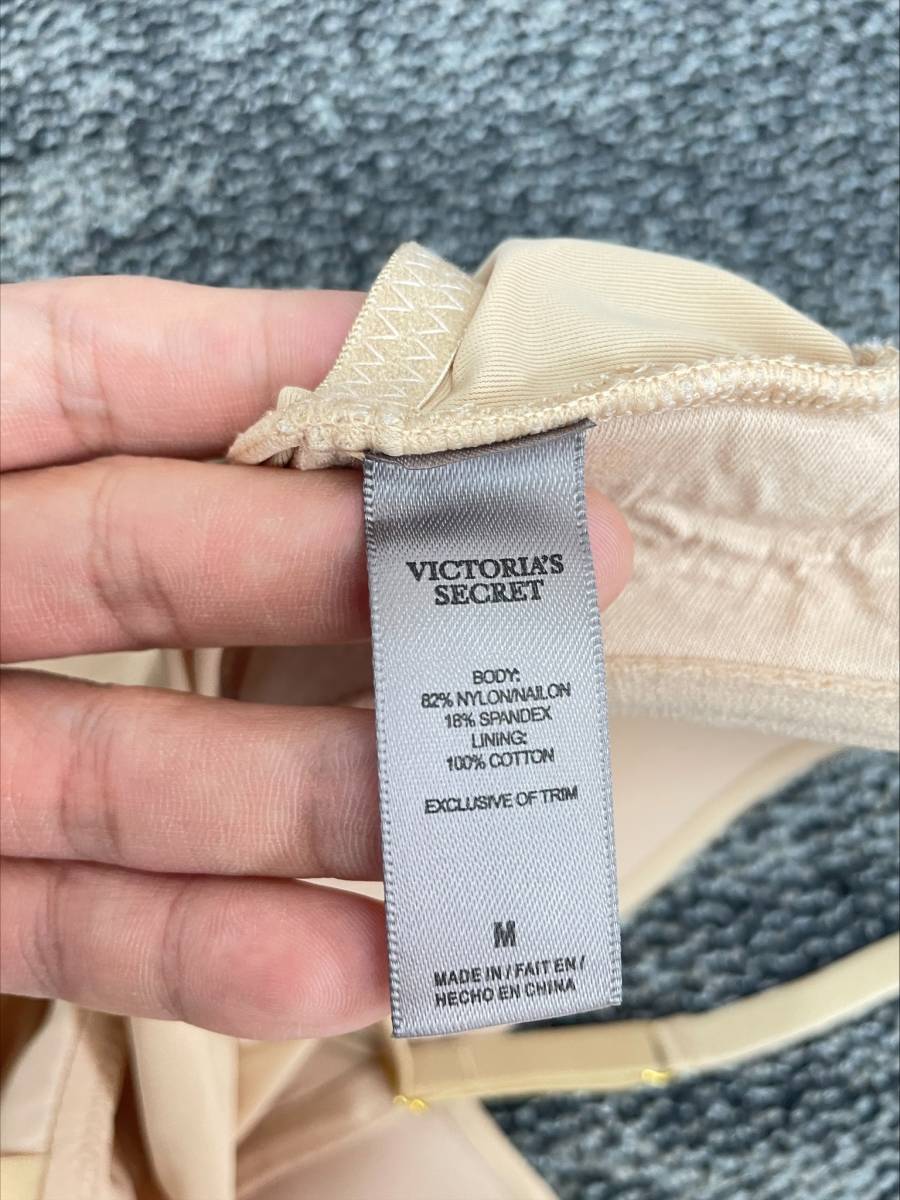 VICTORIA'S
SECRET
BODY:
82% NYLON/NAILON
18% SPANDEX
LINING:
100% COTTON
EXCLUSIVE OF TRIM
M
MADE IN / FAIT EN /
HECHO EN CHINA